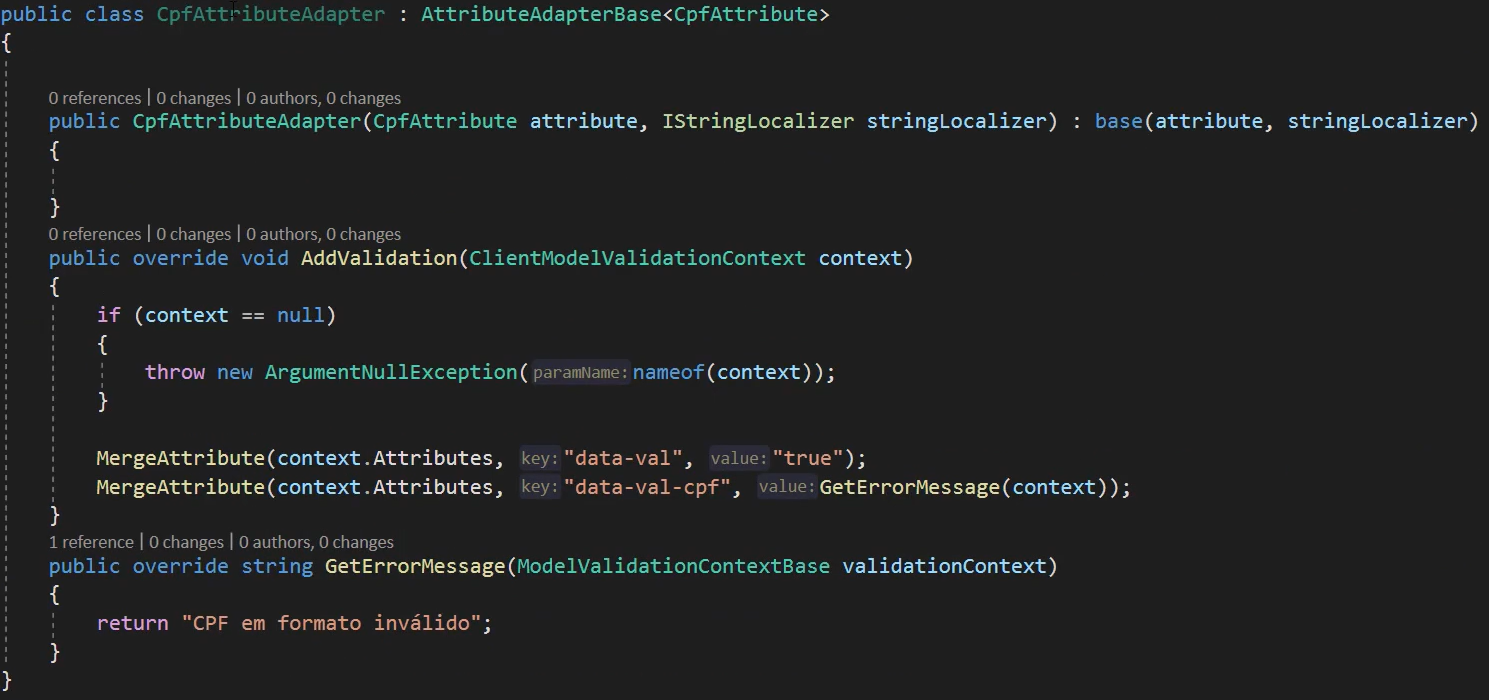 public class CpfAttributeAdapter : AttributeAdapterBase<CpfAttribute>
{
0 references | 0 changes | 0 authors, 0 changes
public CpfAttributeAdapter(CpfAttribute attribute, IStringLocalizer stringLocalizer) : base(attribute, stringLocalizer)
{
}
0 references | 0 changes | 0 authors, 0 changes
public override void AddValidation(ClientModelValidationContext context)
{
if (context == null)
{
throw new ArgumentNullException(paramName:nameof(context));
}
MergeAttribute(context.Attributes, key:"data-val", value:"true");
MergeAttribute(context.Attributes, key:"data-val-cpf", value:GetErrorMessage(context));
}
1 reference | 0 changes | 0 authors, 0 changes
public override string GetErrorMessage(ModelValidationContextBase validationContext)
{
return "CPF em formato inválido";
}
}